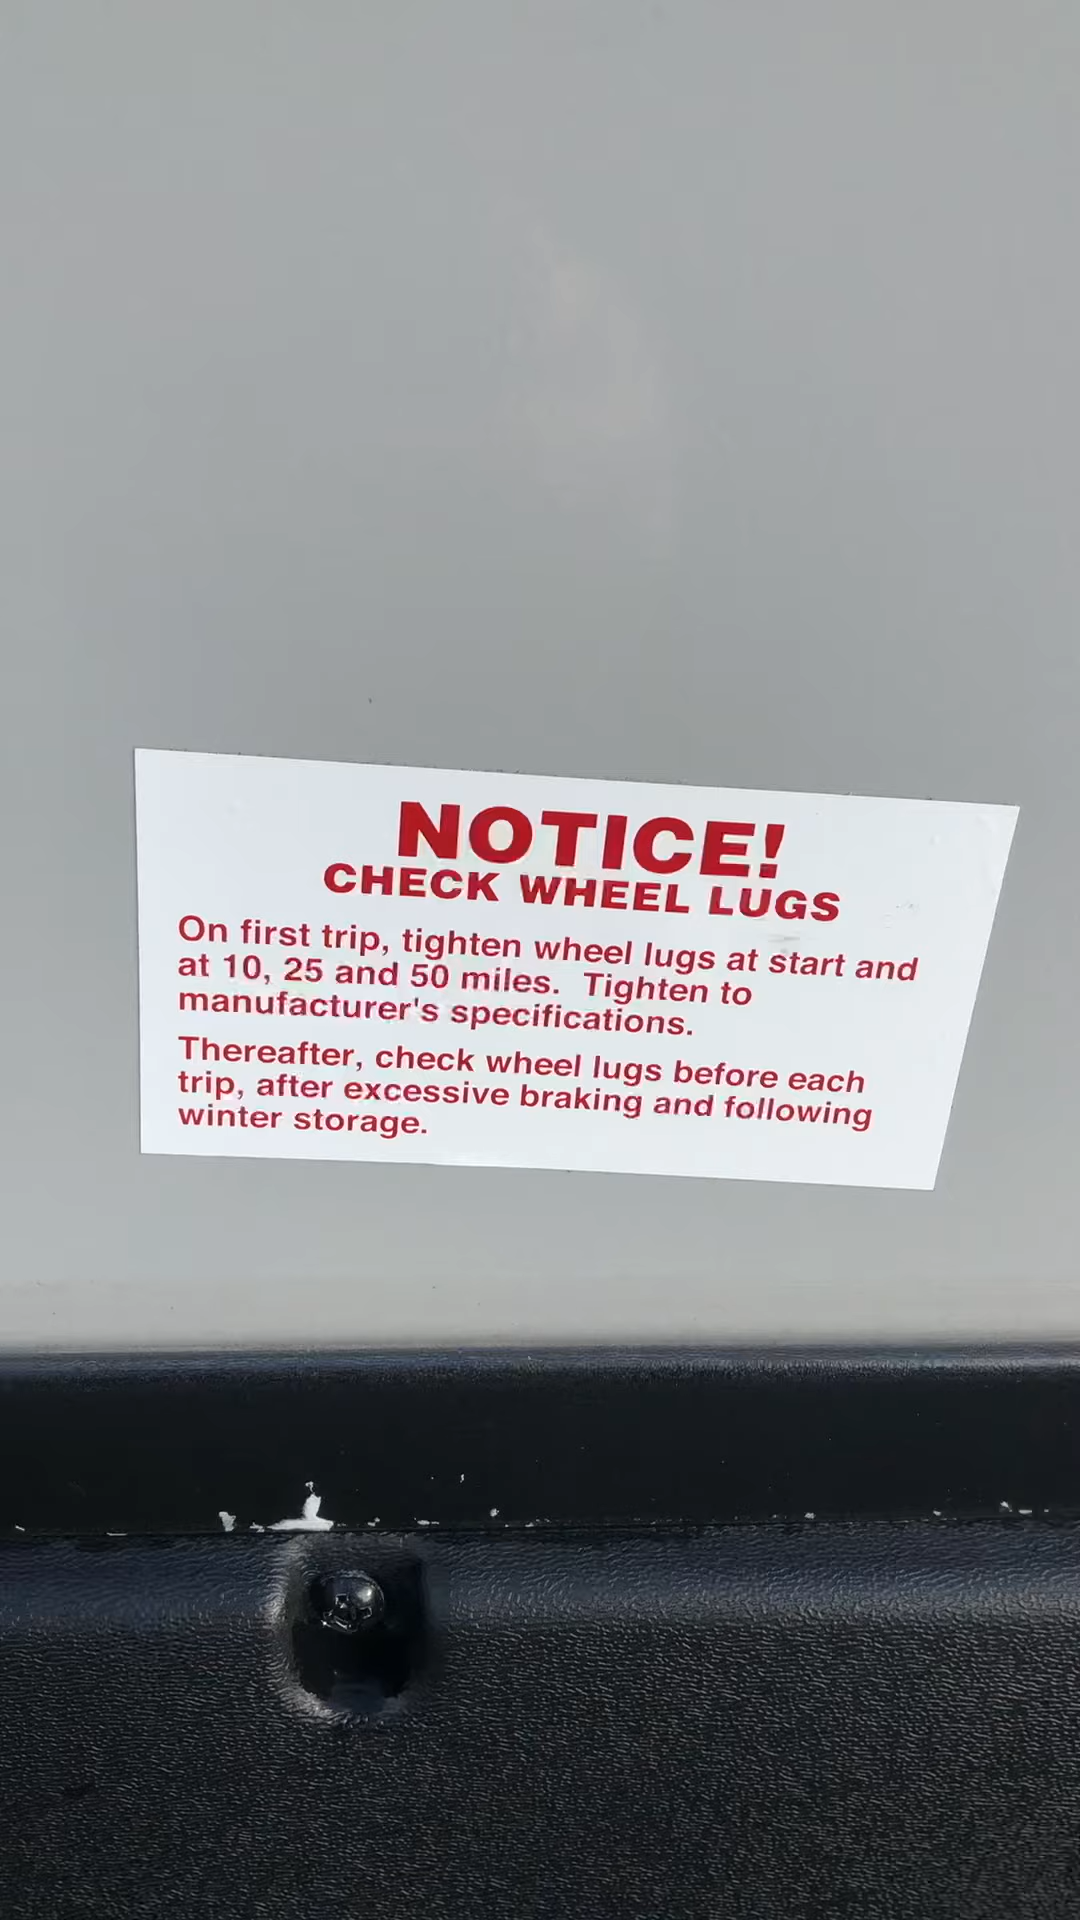 NOTICE!
CHECK WHEEL LUGS
On first trip, tighten wheel lugs at start and
at 10, 25 and 50 miles.  Tighten to
manufacturer's specifications.
Thereafter, check wheel lugs before each
trip, after excessive braking and following
winter storage.